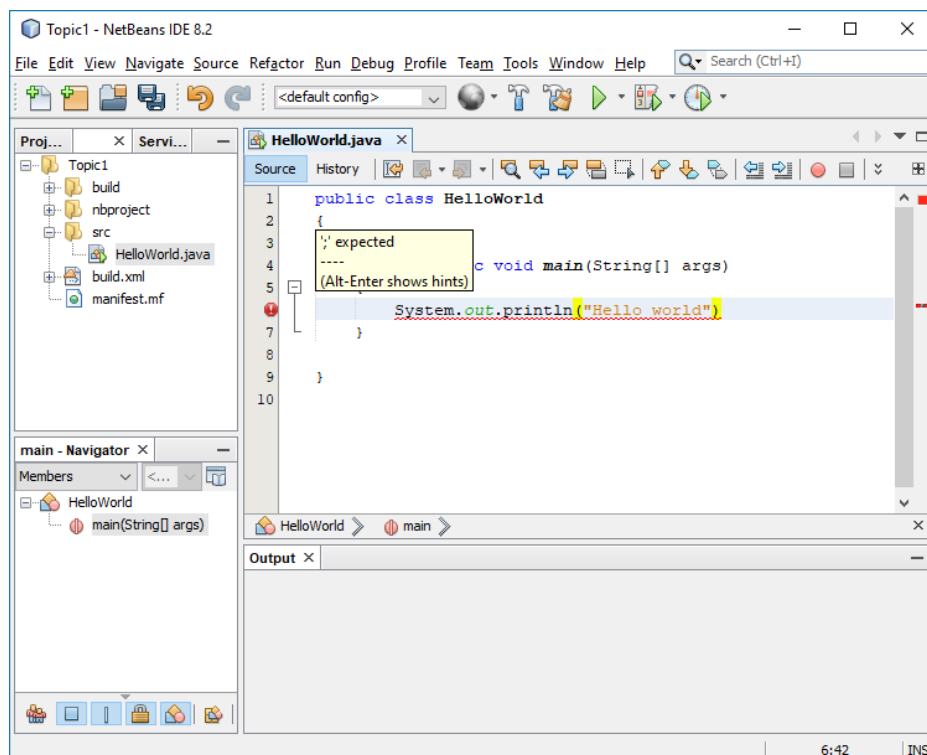 Topic1 - NetBeans IDE 8.2
File Edit View Navigate Source Refactor Run Debug Profile Team Tools Window Help
Search (Ctrl+I)
<default config>
Proj... Servi...
Topic1
build
nbproject
src
HelloWorld.java
build.xml
manifest.mf
HelloWorld.java
Source History
1 public class HelloWorld
2 {
3
4 c void main(String[] args)
5
System.out.println("Hello world")
7 }
8
9 }
10
';' expected
----
(Alt-Enter shows hints)
HelloWorld main
main - Navigator
Members <...
HelloWorld
main(String[] args)
Output
6:42 INS